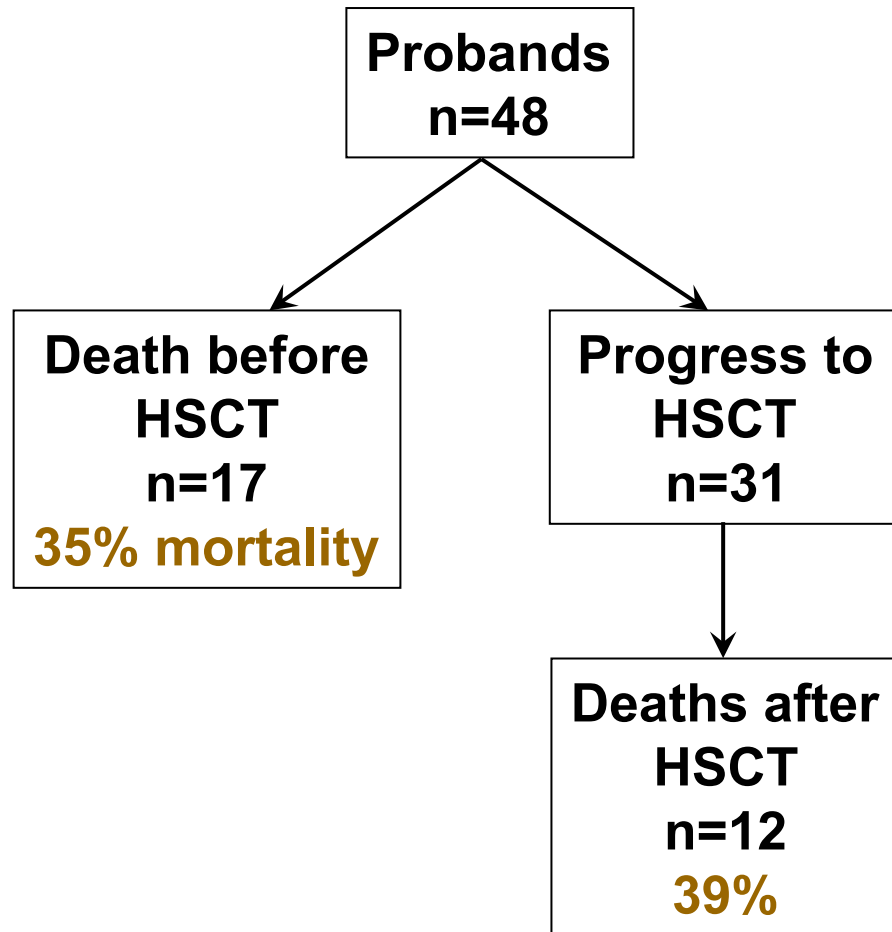 Probands
n=48
Death before
HSCT
n=17
35% mortality
Progress to
HSCT
n=31
Deaths after
HSCT
n=12
39%